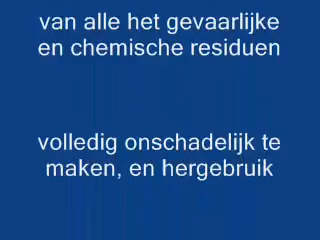 van alle het gevaarlijke
en chemische residuen
volledig onschadelijk te
maken, en hergebruik